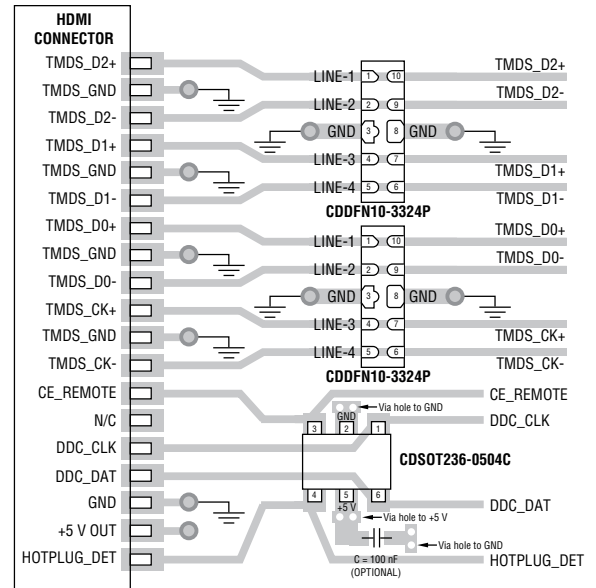 HDMI
CONNECTOR
TMDS_D2+
TMDS_GND
TMDS_D2-
TMDS_D1+
TMDS_GND
TMDS_D1-
TMDS_D0+
TMDS_GND
TMDS_D0-
TMDS_CK+
TMDS_GND
TMDS_CK-
CE_REMOTE
N/C
DDC_CLK
DDC_DAT
GND
+5 V OUT
HOTPLUG_DET
LINE-1 1 10 TMDS_D2+
LINE-2 2 9 TMDS_D2-
GND 3 8 GND
LINE-3 4 7 TMDS_D1+
LINE-4 5 6 TMDS_D1-
CDDFN10-3324P
LINE-1 1 10 TMDS_D0+
LINE-2 2 9 TMDS_D0-
GND 3 8 GND
LINE-3 4 7 TMDS_CK+
LINE-4 5 6 TMDS_CK-
CDDFN10-3324P
CE_REMOTE
Via hole to GND
GND
DDC_CLK
3 2 1
CDSOT236-0504C
4 5 6
+5 V
DDC_DAT
Via hole to +5 V
Via hole to GND
C = 100 nF
(OPTIONAL)
HOTPLUG_DET